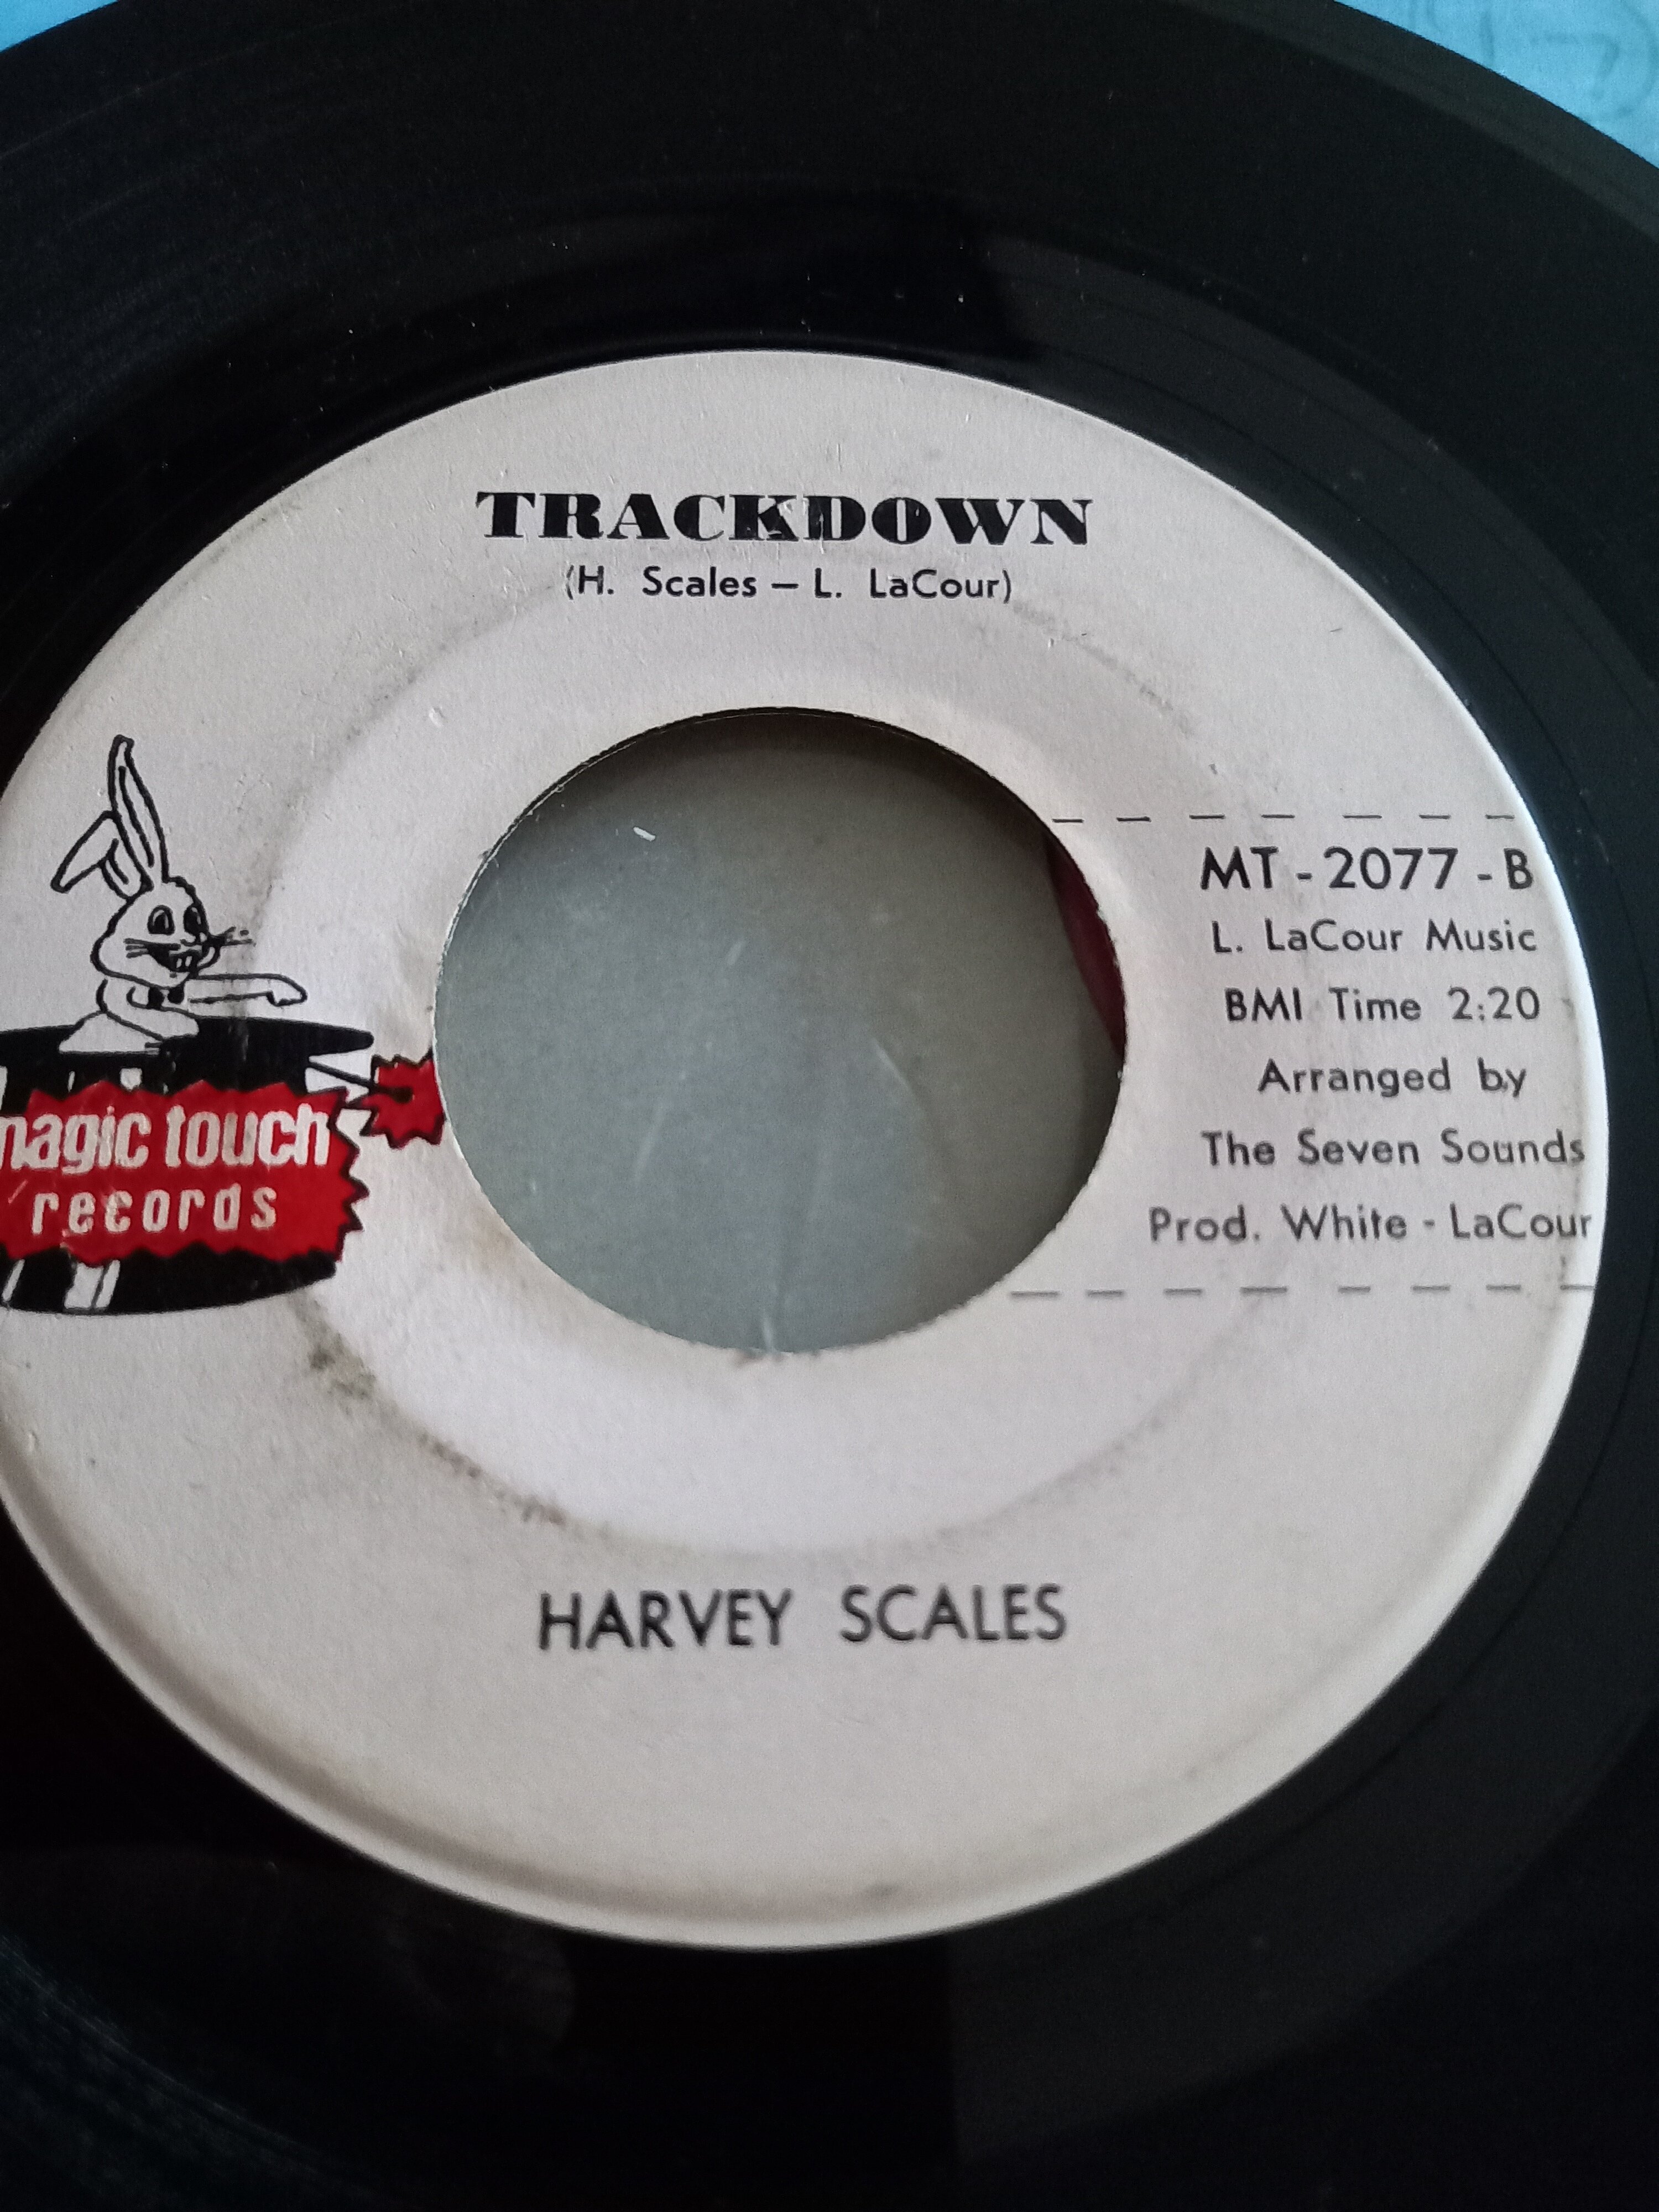 TRACKDOWN
(H. Scales – L. LaCour)
magic touch
records
MT - 2077 - B
L. LaCour Music
BMI Time 2:20
Arranged by
The Seven Sounds
Prod. White - LaCour
HARVEY SCALES